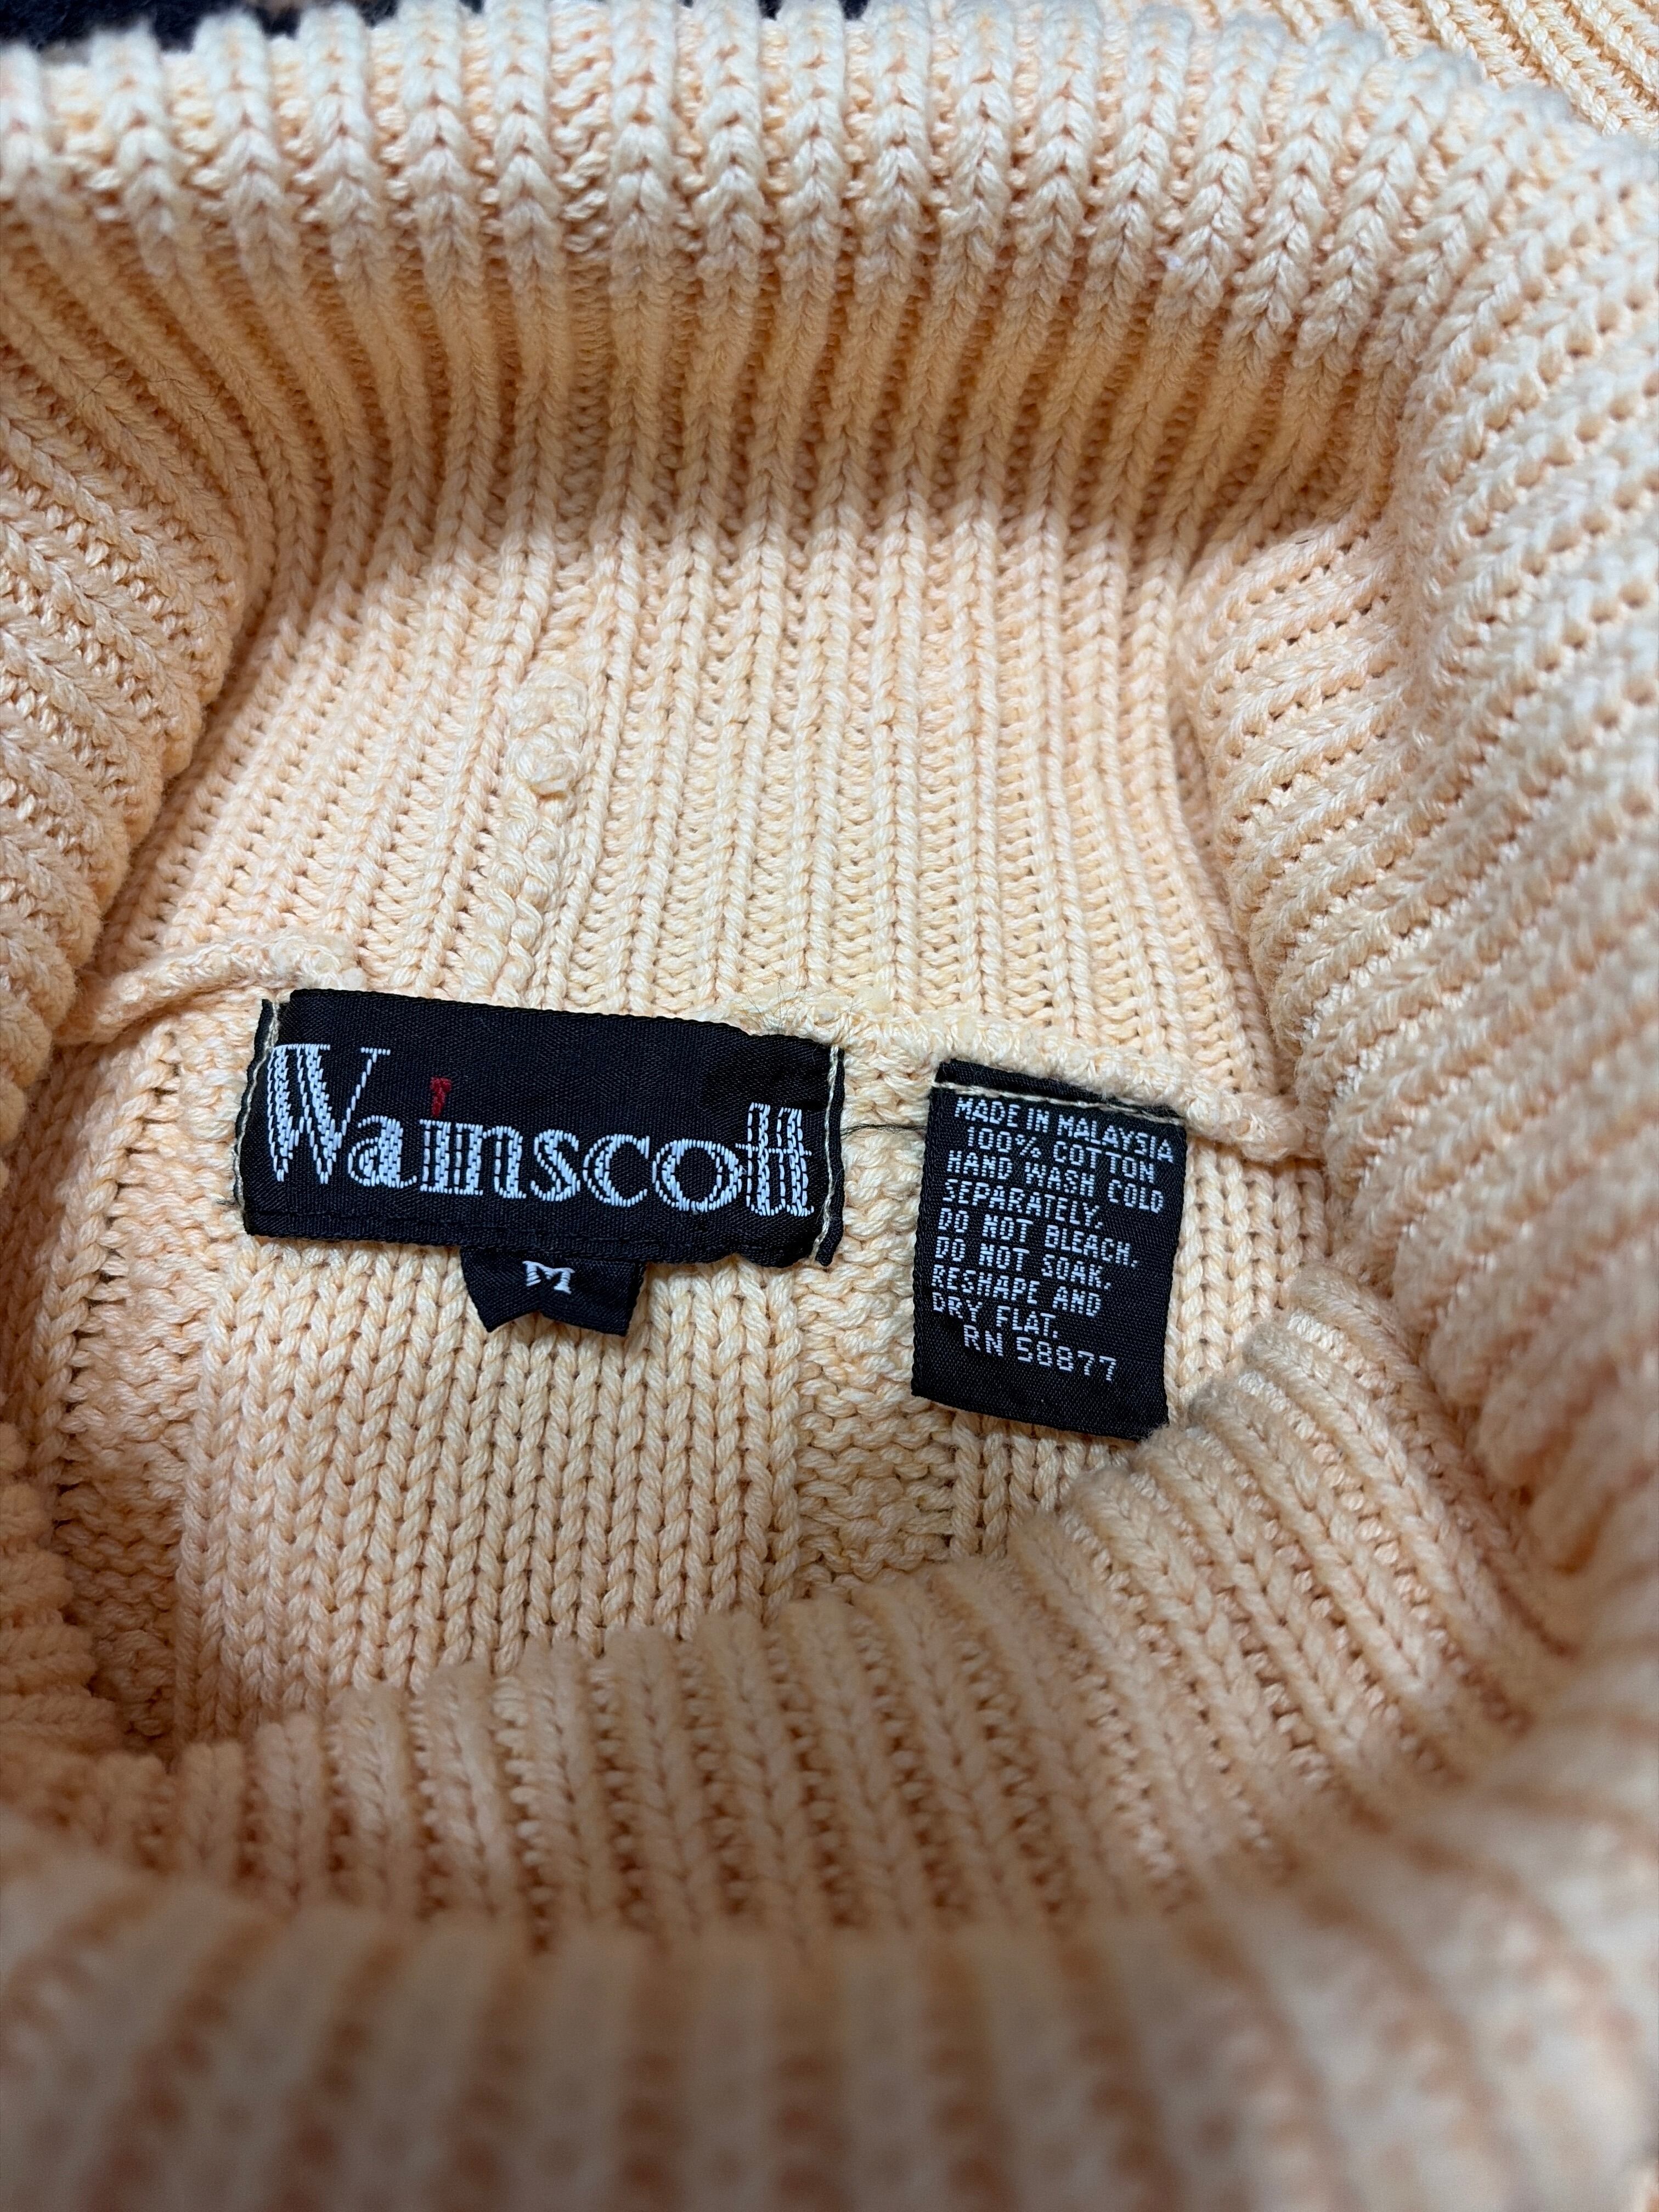 Wainscott
M
MADE IN MALAYSIA
100% COTTON
HAND WASH COLD
SEPARATELY.
DO NOT BLEACH.
DO NOT SOAK.
RESHAPE AND
DRY FLAT.
RN 58877